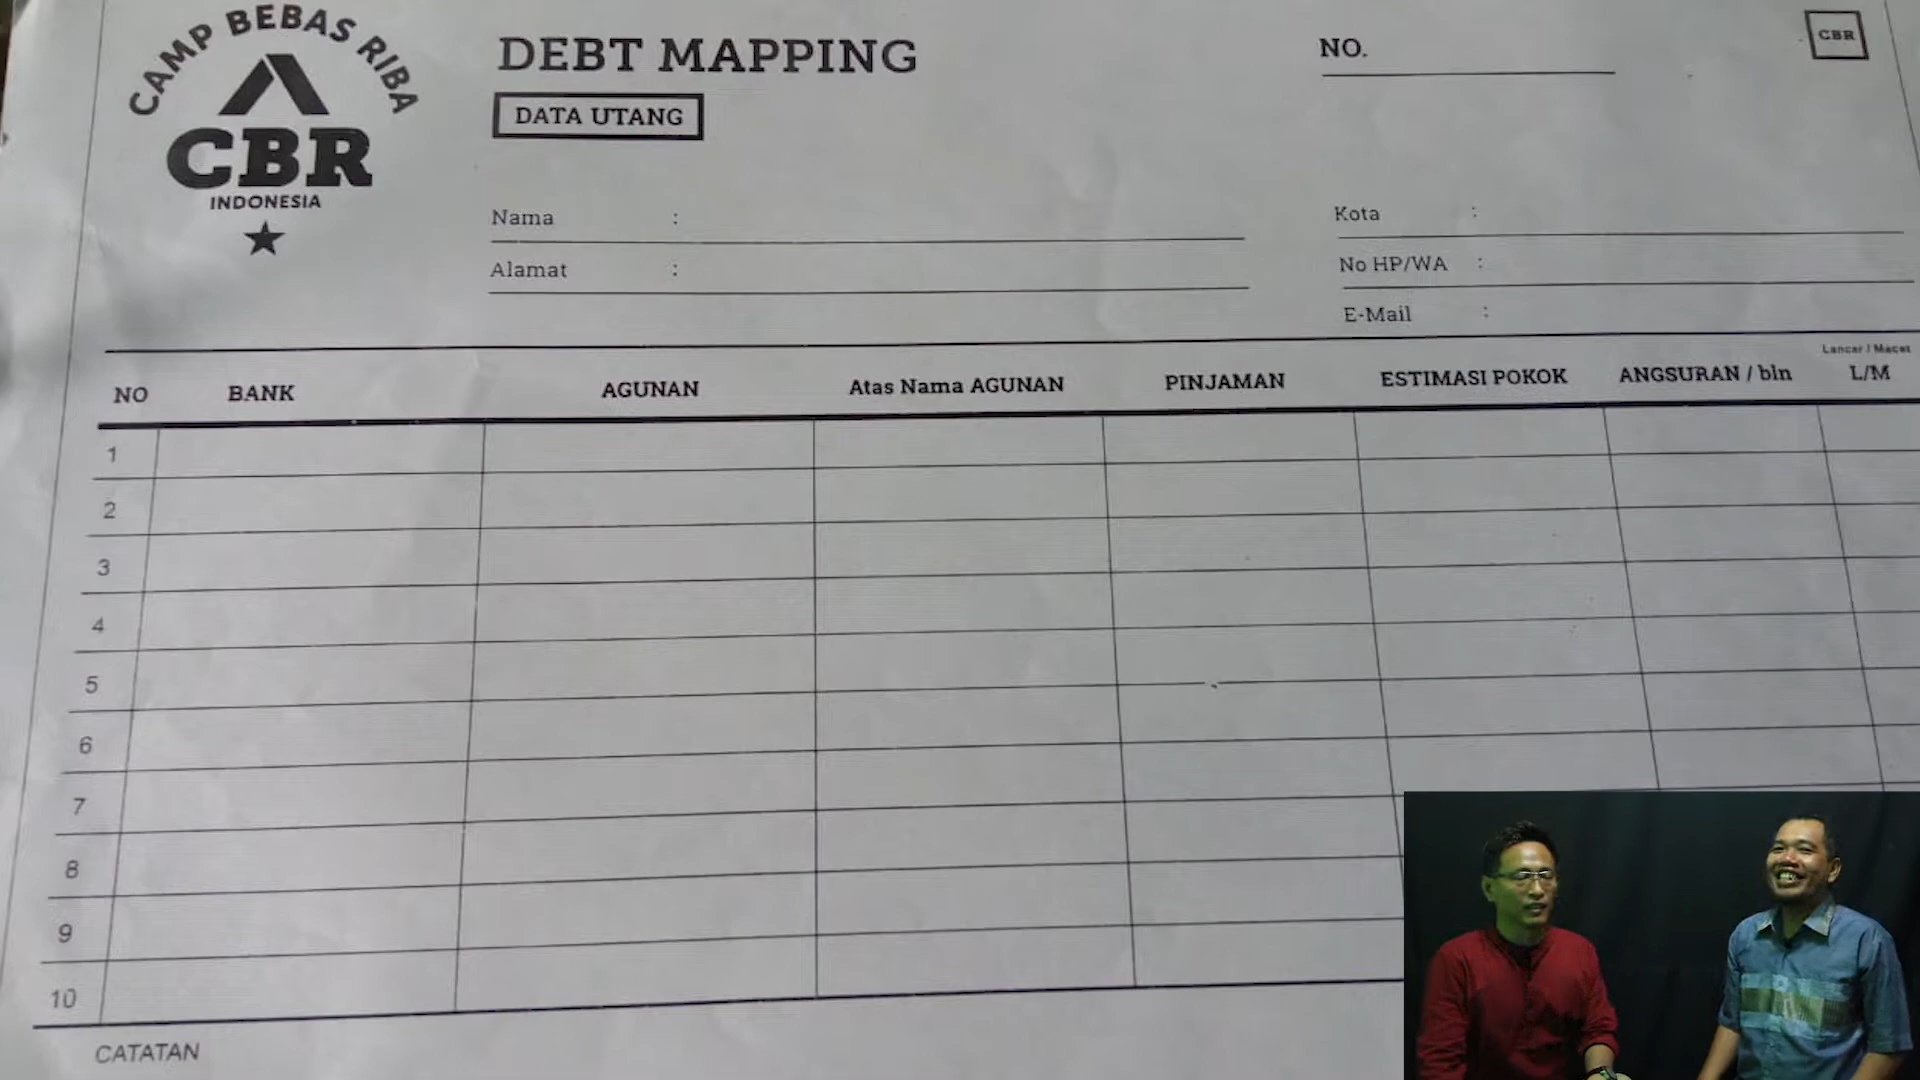 CAMP BEBAS RIBA
CBR
INDONESIA
DEBT MAPPING
DATA UTANG
NO.
CBR
Nama :
Alamat :
Kota :
No HP/WA :
E-Mail :
Lancar / Macet
NO BANK AGUNAN Atas Nama AGUNAN PINJAMAN ESTIMASI POKOK ANGSURAN / bln L/M
1
2
3
4
5
6
7
8
9
10
CATATAN